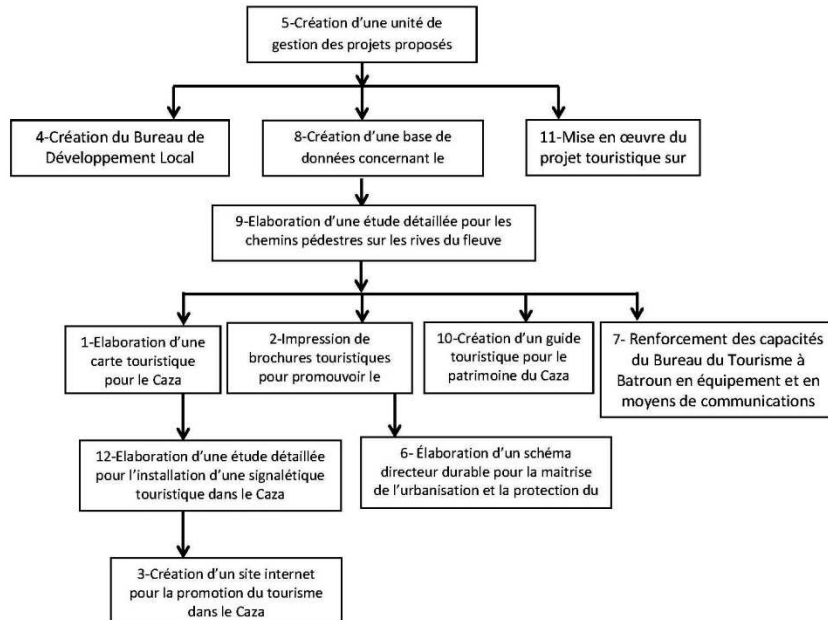 5-Création d’une unité de
gestion des projets proposés
4-Création du Bureau de
Développement Local
8-Création d’une base de
données concernant le
11-Mise en œuvre du
projet touristique sur
9-Elaboration d’une étude détaillée pour les
chemins pédestres sur les rives du fleuve
1-Elaboration d’une
carte touristique
pour le Caza
2-Impression de
brochures touristiques
pour promouvoir le
10-Création d’un guide
touristique pour le
patrimoine du Caza
7- Renforcement des capacités
du Bureau du Tourisme à
Batroun en équipement et en
moyens de communications
12-Elaboration d’une étude détaillée
pour l’installation d’une signalétique
touristique dans le Caza
6- Élaboration d’un schéma
directeur durable pour la maitrise
de l’urbanisation et la protection du
3-Création d’un site internet
pour la promotion du tourisme
dans le Caza